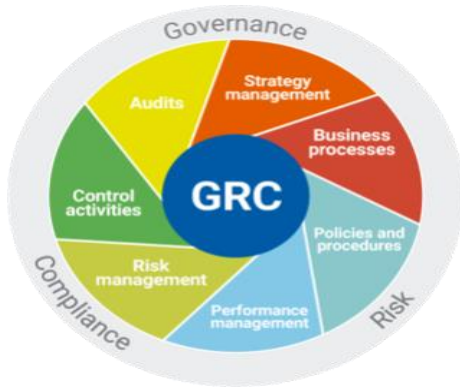 Governance
Strategy
management
Business
processes
Policies and
procedures
Risk
Performance
management
Risk
management
Compliance
Control
activities
Audits
GRC